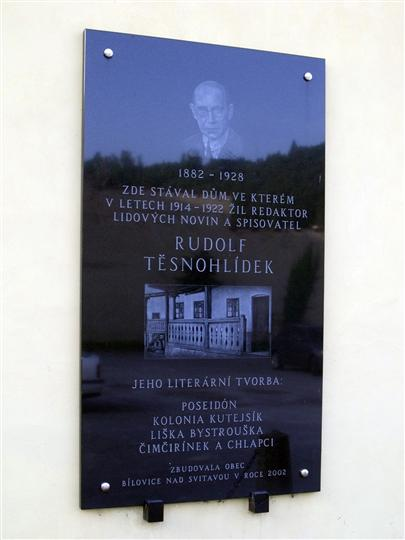 1882 - 1928
ZDE STÁVAL DŮM, VE KTERÉM
V LETECH 1914 - 1922 ŽIL REDAKTOR
LIDOVÝCH NOVIN A SPISOVATEL
RUDOLF
TĚSNOHLÍDEK
JEHO LITERÁRNÍ TVORBA:
POSEIDÓN
KOLONIA KUTEJSÍK
LIŠKA BYSTROUŠKA
ČIMČIRÍNEK A CHLAPCI
ZBUDOVALA OBEC
BÍLOVICE NAD SVITAVOU V ROCE 2002